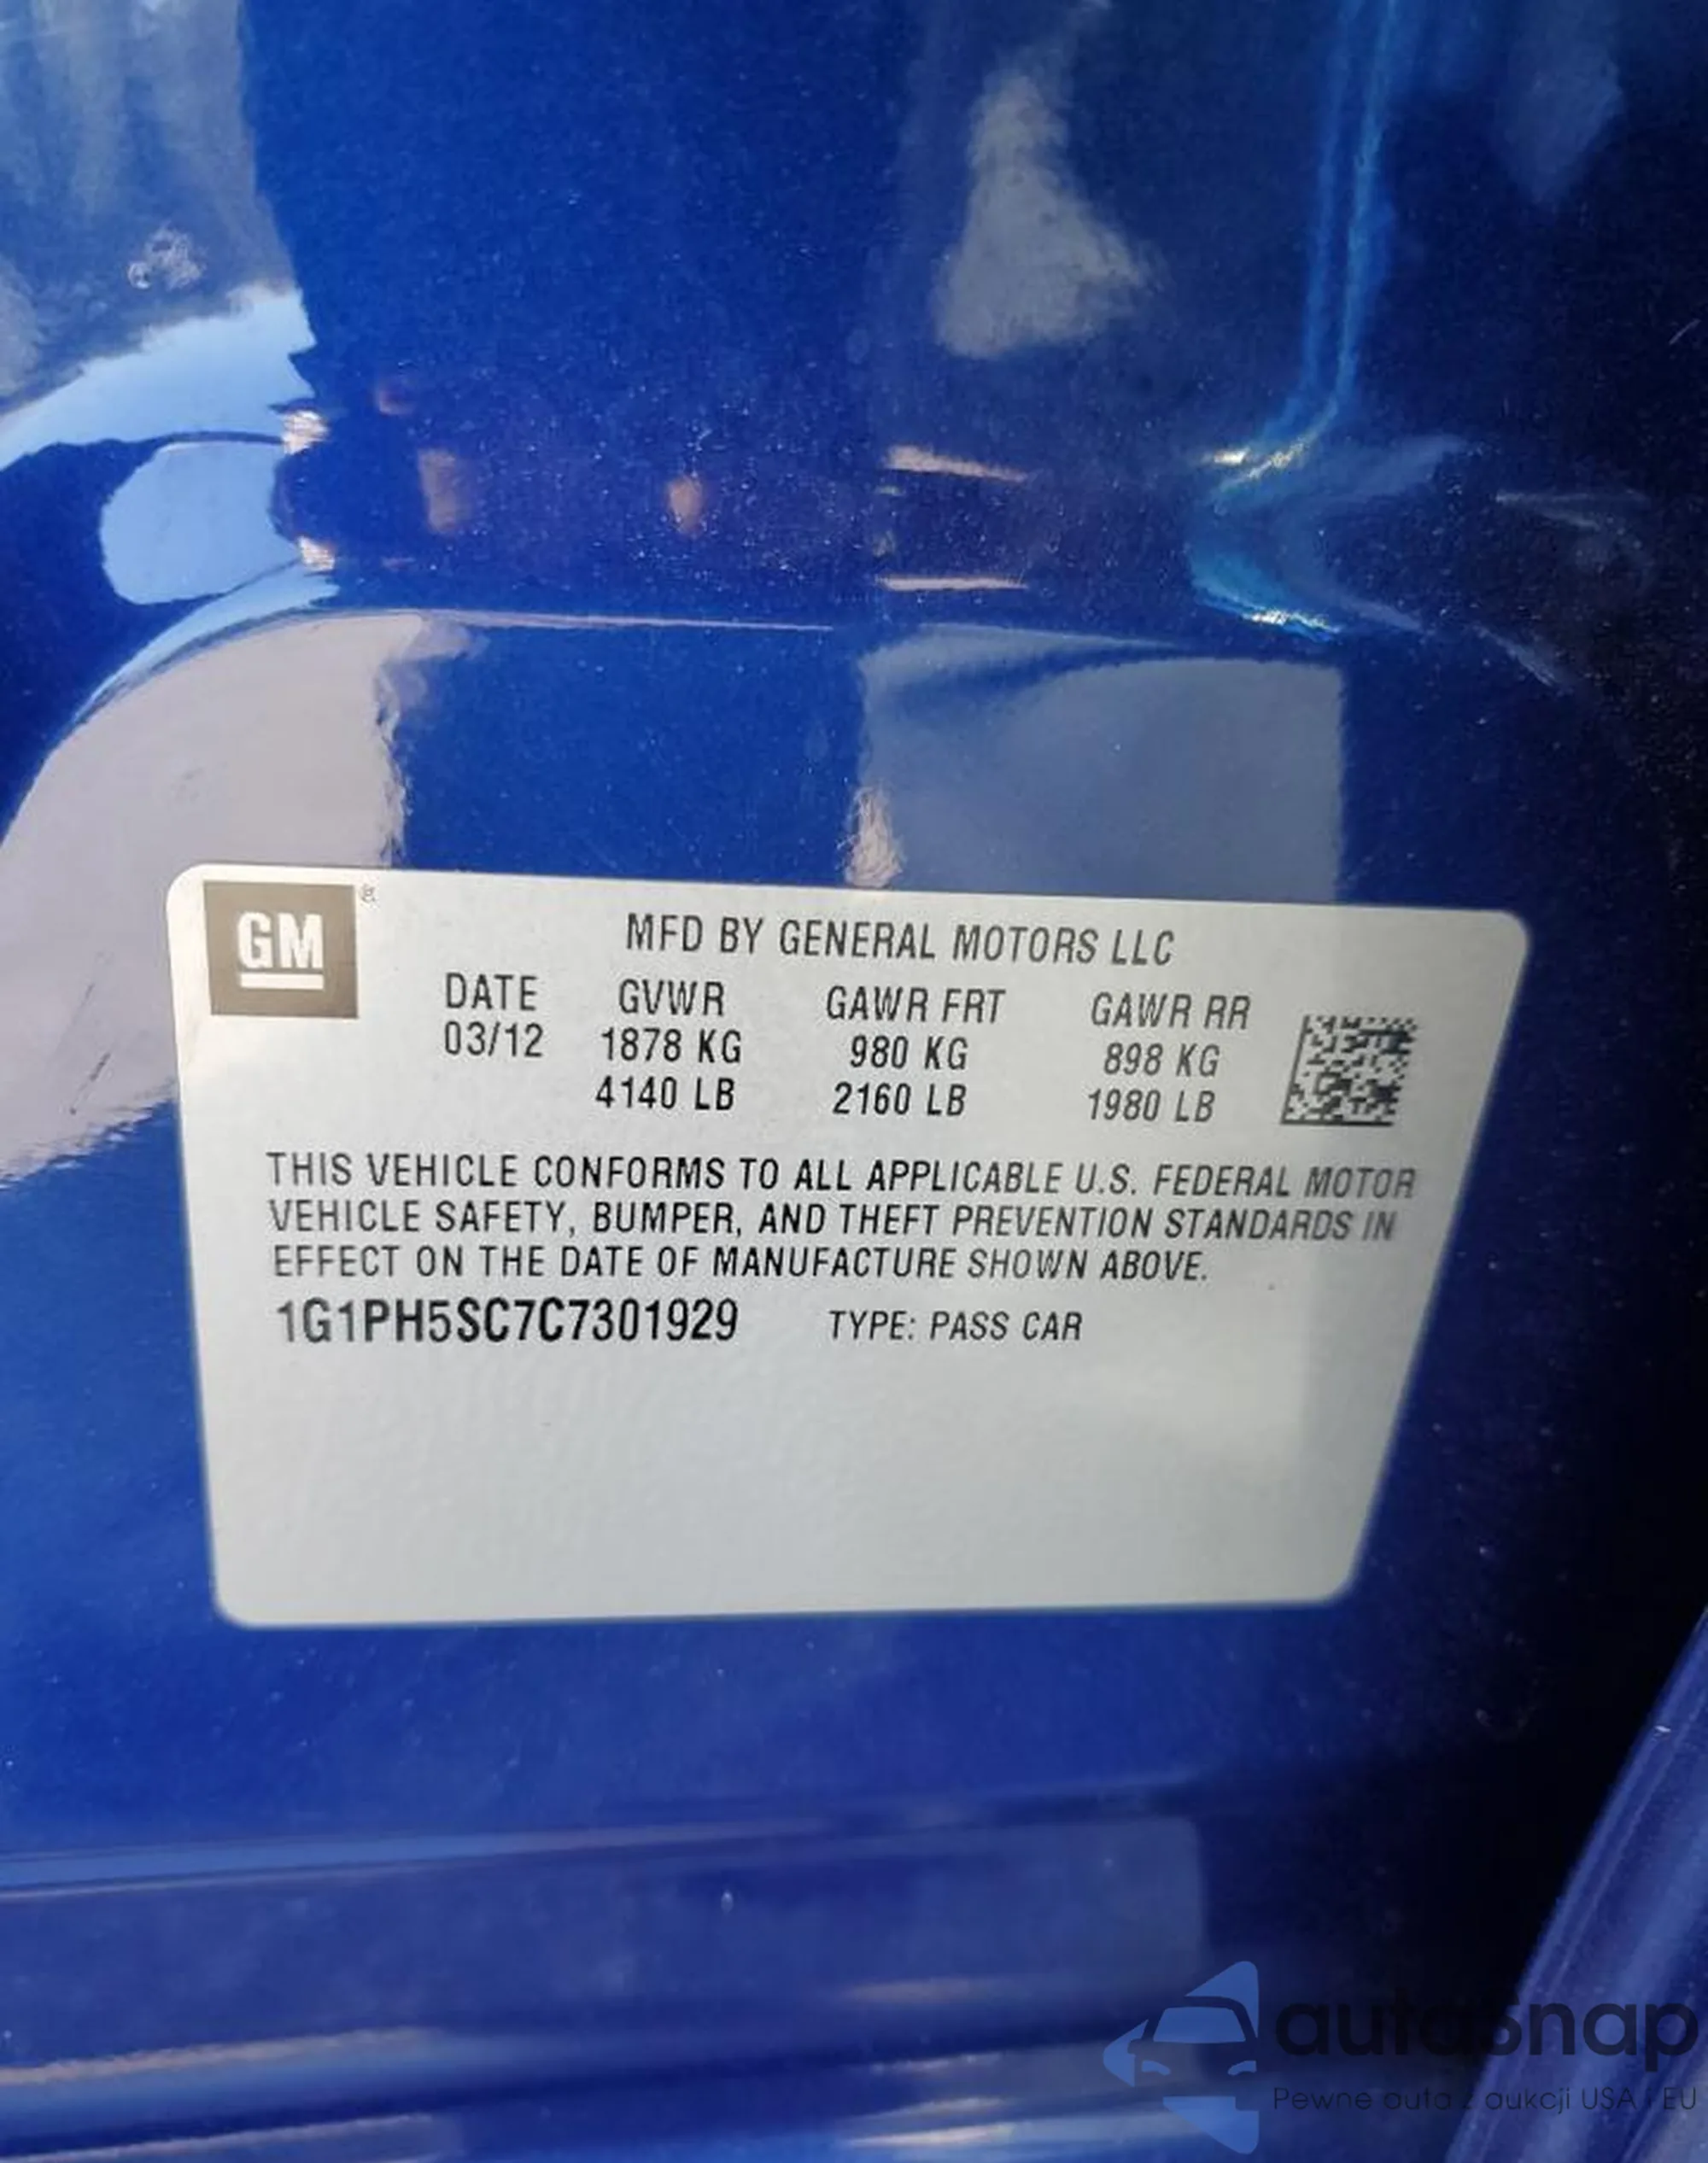 GM
MFD BY GENERAL MOTORS LLC
DATE GVWR GAWR FRT GAWR RR
03/12 1878 KG 980 KG 898 KG
4140 LB 2160 LB 1980 LB
THIS VEHICLE CONFORMS TO ALL APPLICABLE U.S. FEDERAL MOTOR
VEHICLE SAFETY, BUMPER, AND THEFT PREVENTION STANDARDS IN
EFFECT ON THE DATE OF MANUFACTURE SHOWN ABOVE.
1G1PH5SC7C7301929 TYPE: PASS CAR
autasnap
Pewne auta z aukcji USA i EU